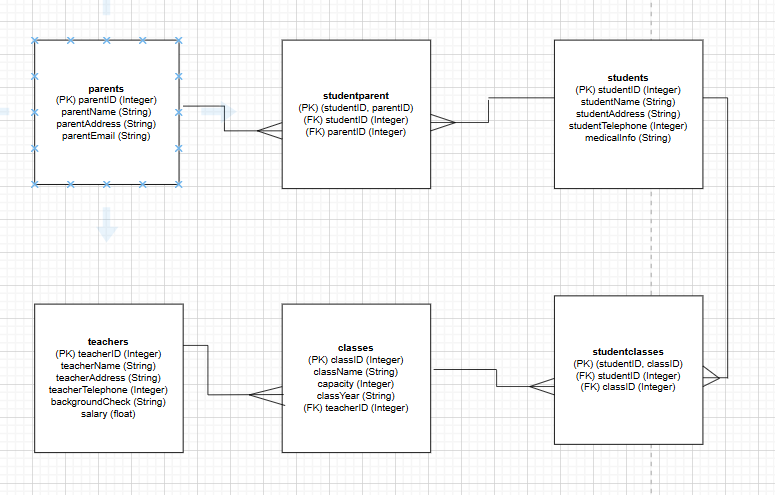 parents
(PK) parentID (Integer)
parentName (String)
parentAddress (String)
parentEmail (String)
studentparent
(PK) (studentID, parentID)
(FK) studentID (Integer)
(FK) parentID (Integer)
students
(PK) studentID (Integer)
studentName (String)
studentAddress (String)
studentTelephone (Integer)
medicalInfo (String)
teachers
(PK) teacherID (Integer)
teacherName (String)
teacherAddress (String)
teacherTelephone (Integer)
backgroundCheck (String)
salary (float)
classes
(PK) classID (Integer)
className (String)
capacity (Integer)
classYear (String)
(FK) teacherID (Integer)
studentclasses
(PK) (studentID, classID)
(FK) studentID (Integer)
(FK) classID (Integer)